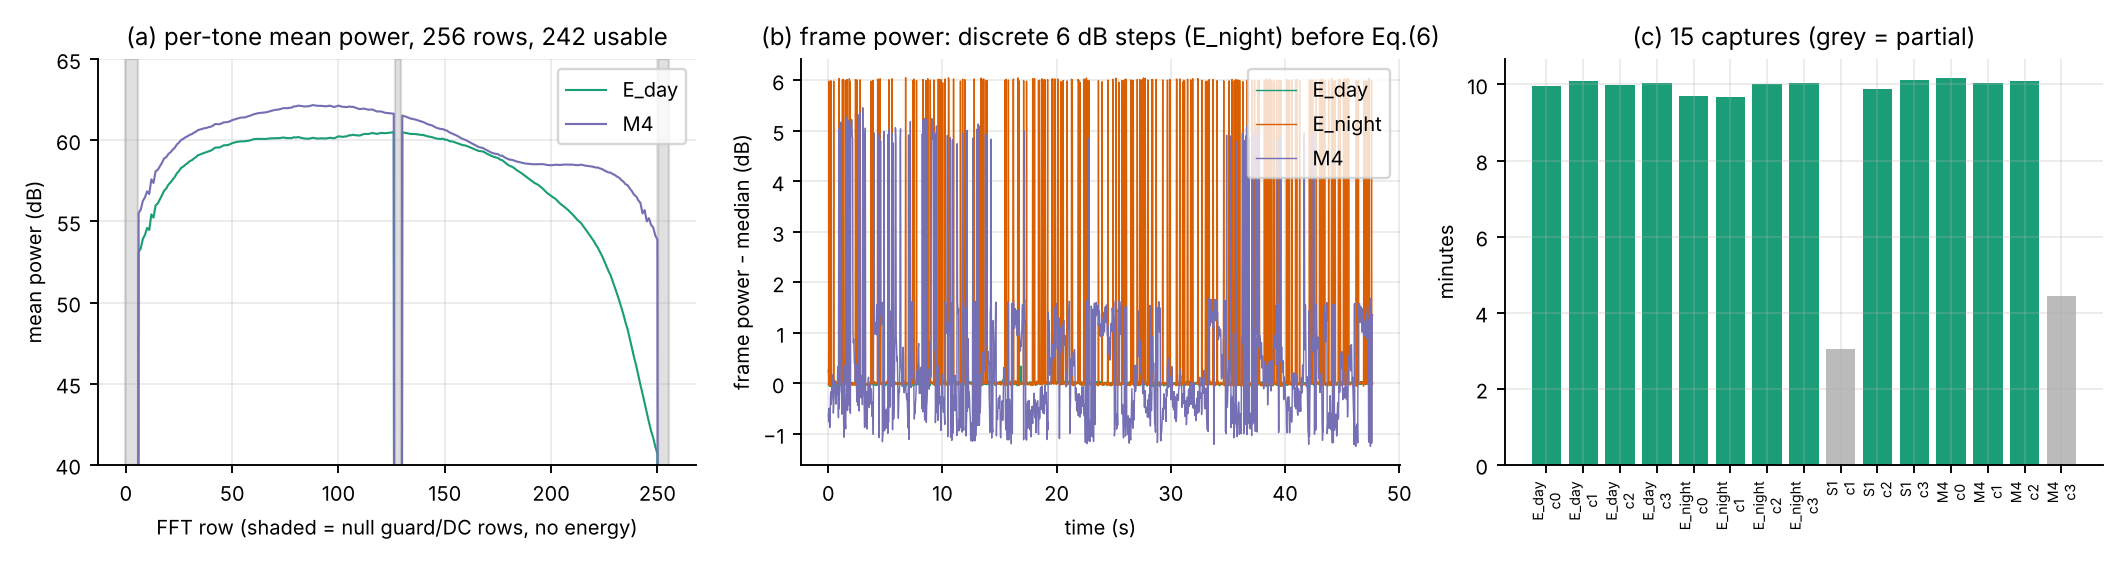 (a) per-tone mean power, 256 rows, 242 usable
65
60
55
50
45
40
mean power (dB)
E_day
M4
0 50 100 150 200 250
FFT row (shaded = null guard/DC rows, no energy)
(b) frame power: discrete 6 dB steps (E_night) before Eq.(6)
6
5
4
3
2
1
0
−1
frame power - median (dB)
E_day
E_night
M4
0 10 20 30 40 50
time (s)
(c) 15 captures (grey = partial)
10
8
6
4
2
0
minutes
E_day
c0
E_day
c1
E_day
c2
E_day
c3
E_night
c0
E_night
c1
E_night
c2
E_night
c3
S1
c1
S1
c2
S1
c3
M4
c0
M4
c1
M4
c2
M4
c3